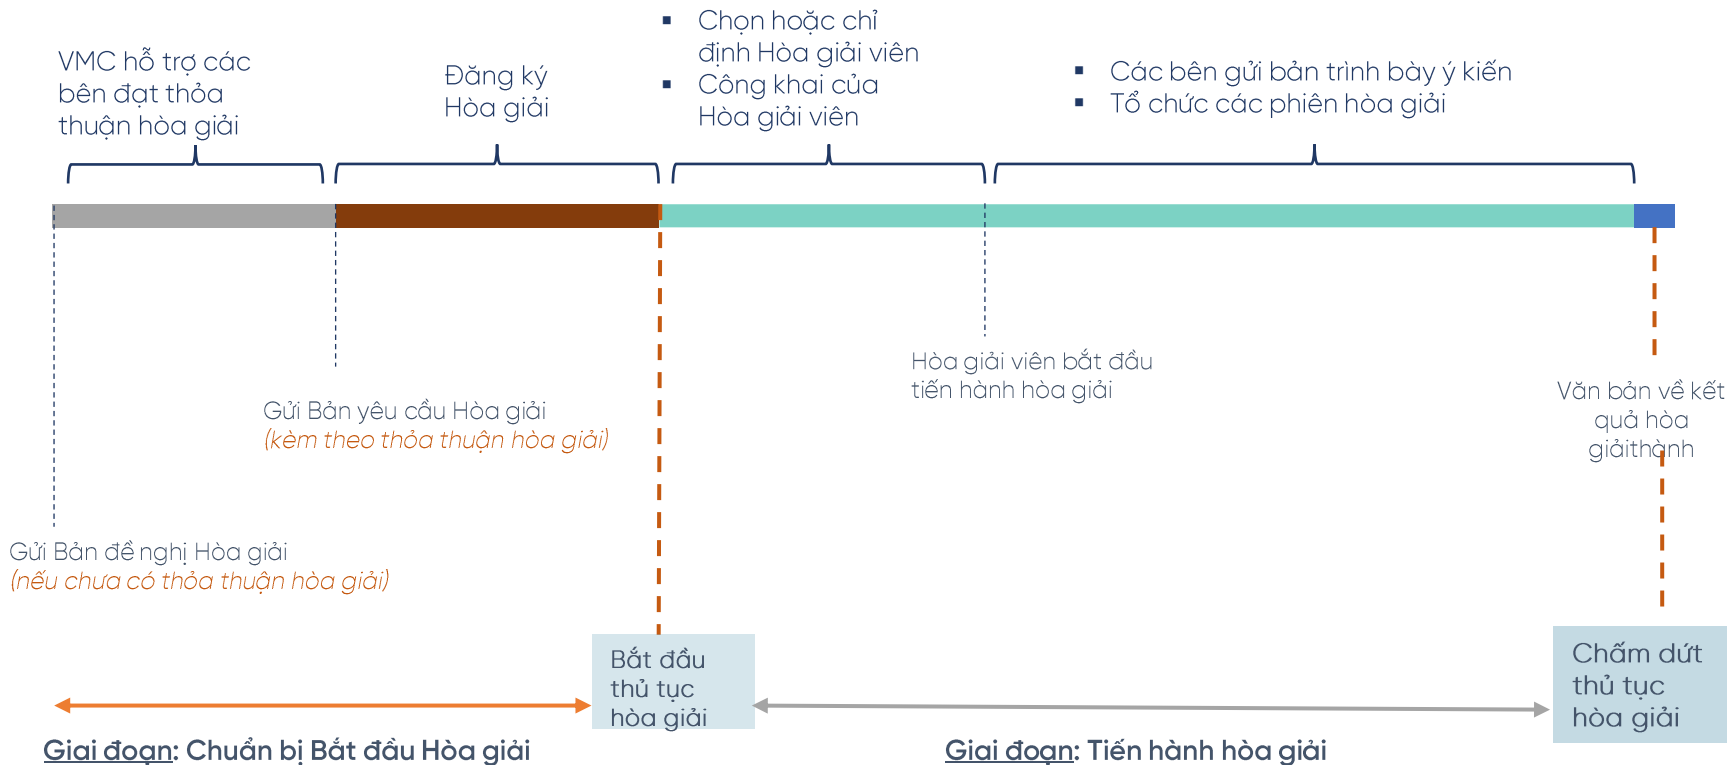 VMC hỗ trợ các
bên đạt thỏa
thuận hòa giải
Đăng ký
Hòa giải
▪ Chọn hoặc chỉ
định Hòa giải viên
▪ Công khai của
Hòa giải viên
▪ Các bên gửi bản trình bày ý kiến
▪ Tổ chức các phiên hòa giải
Hòa giải viên bắt đầu
tiến hành hòa giải
Văn bản về kết
quả hòa
giảithành
Gửi Bản yêu cầu Hòa giải
(kèm theo thỏa thuận hòa giải)
Gửi Bản đề nghị Hòa giải
(nếu chưa có thỏa thuận hòa giải)
Bắt đầu
thủ tục
hòa giải
Chấm dứt
thủ tục
hòa giải
Giai đoạn: Chuẩn bị Bắt đầu Hòa giải
Giai đoạn: Tiến hành hòa giải